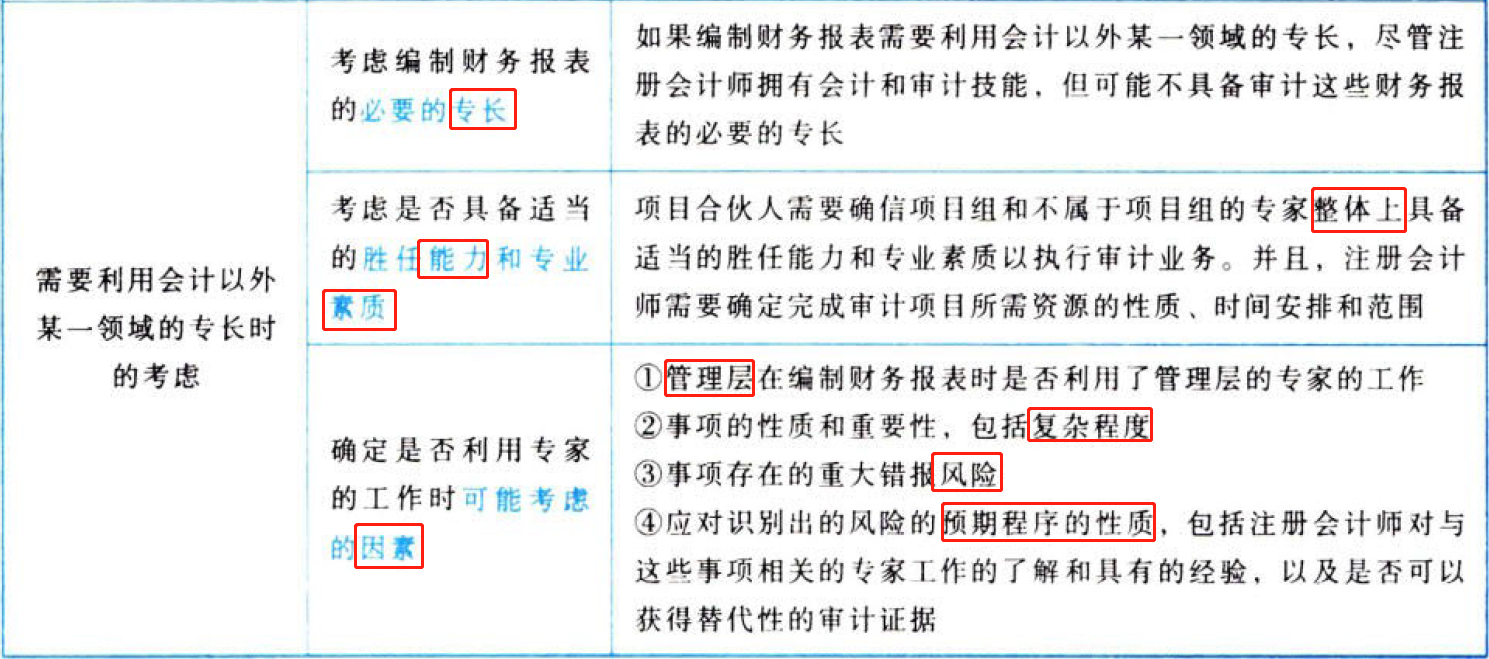 需要利用会计以外
某一领域的专长时
的考虑
考虑编制财务报表
的必要的专长
如果编制财务报表需要利用会计以外某一领域的专长，尽管注
册会计师拥有会计和审计技能，但可能不具备审计这些财务报
表的必要的专长
考虑是否具备适当
的胜任能力和专业
素质
项目合伙人需要确信项目组和不属于项目组的专家整体上具备
适当的胜任能力和专业素质以执行审计业务。并且，注册会计
师需要确定完成审计项目所需资源的性质、时间安排和范围
确定是否利用专家
的工作时可能考虑
的因素
①管理层在编制财务报表时是否利用了管理层的专家的工作
②事项的性质和重要性，包括复杂程度
③事项存在的重大错报风险
④应对识别出的风险的预期程序的性质，包括注册会计师对与
这些事项相关的专家工作的了解和具有的经验，以及是否可以
获得替代性的审计证据